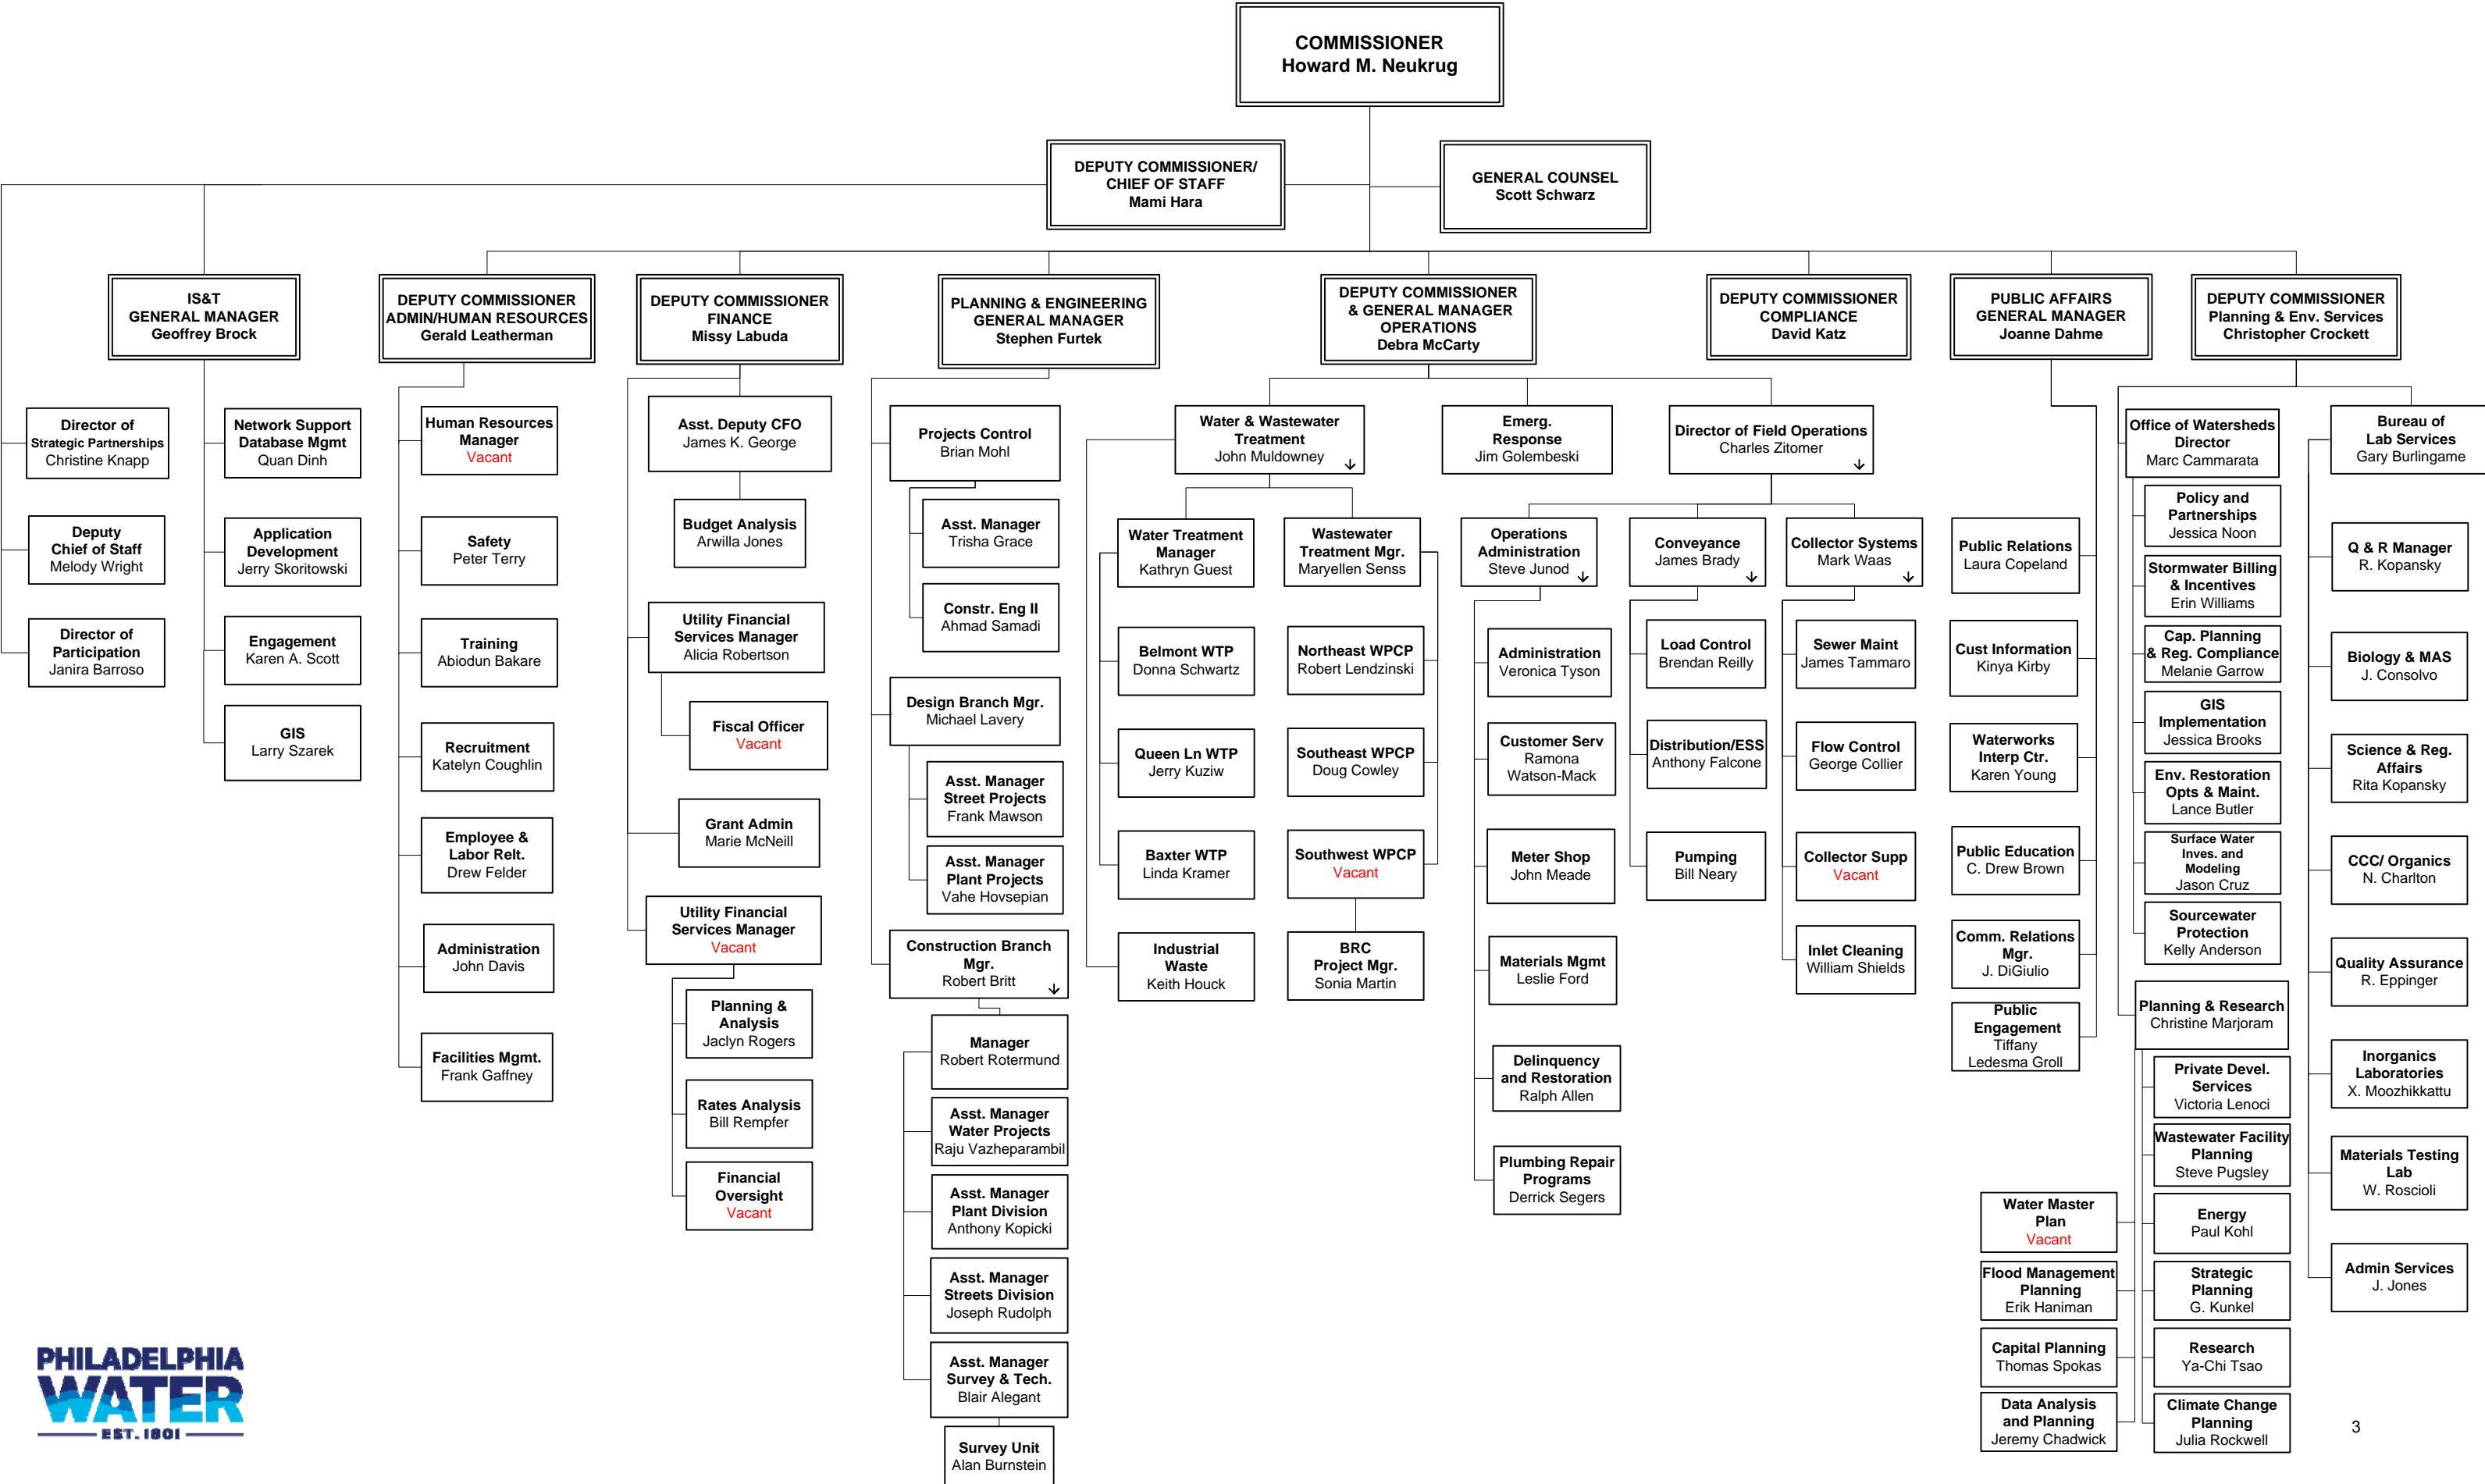 COMMISSIONER
Howard M. Neukrug
DEPUTY COMMISSIONER/
CHIEF OF STAFF
Mami Hara
GENERAL COUNSEL
Scott Schwarz
IS&T
GENERAL MANAGER
Geoffrey Brock
DEPUTY COMMISSIONER
ADMIN/HUMAN RESOURCES
Gerald Leatherman
DEPUTY COMMISSIONER
FINANCE
Missy Labuda
PLANNING & ENGINEERING
GENERAL MANAGER
Stephen Furtek
DEPUTY COMMISSIONER
& GENERAL MANAGER
OPERATIONS
Debra McCarty
DEPUTY COMMISSIONER
COMPLIANCE
David Katz
PUBLIC AFFAIRS
GENERAL MANAGER
Joanne Dahme
DEPUTY COMMISSIONER
Planning & Env. Services
Christopher Crockett
Director of
Strategic Partnerships
Christine Knapp
Deputy
Chief of Staff
Melody Wright
Director of
Participation
Janira Barroso
Network Support
Database Mgmt
Quan Dinh
Application
Development
Jerry Skoritowski
Engagement
Karen A. Scott
GIS
Larry Szarek
Human Resources
Manager
Vacant
Safety
Peter Terry
Training
Abiodun Bakare
Recruitment
Katelyn Coughlin
Employee &
Labor Relt.
Drew Felder
Administration
John Davis
Facilities Mgmt.
Frank Gaffney
Asst. Deputy CFO
James K. George
Budget Analysis
Arwilla Jones
Utility Financial
Services Manager
Alicia Robertson
Fiscal Officer
Vacant
Grant Admin
Marie McNeill
Utility Financial
Services Manager
Vacant
Planning &
Analysis
Jaclyn Rogers
Rates Analysis
Bill Rempfer
Financial
Oversight
Vacant
Projects Control
Brian Mohl
Asst. Manager
Trisha Grace
Constr. Eng II
Ahmad Samadi
Design Branch Mgr.
Michael Lavery
Asst. Manager
Street Projects
Frank Mawson
Asst. Manager
Plant Projects
Vahe Hovsepian
Construction Branch
Mgr.
Robert Britt
Manager
Robert Rotermund
Asst. Manager
Water Projects
Raju Vazheparambil
Asst. Manager
Plant Division
Anthony Kopicki
Asst. Manager
Streets Division
Joseph Rudolph
Asst. Manager
Survey & Tech.
Blair Alegant
Survey Unit
Alan Burnstein
Water & Wastewater
Treatment
John Muldowney
Emerg.
Response
Jim Golembeski
Director of Field Operations
Charles Zitomer
Water Treatment
Manager
Kathryn Guest
Belmont WTP
Donna Schwartz
Queen Ln WTP
Jerry Kuziw
Baxter WTP
Linda Kramer
Industrial
Waste
Keith Houck
Wastewater
Treatment Mgr.
Maryellen Senss
Northeast WPCP
Robert Lendzinski
Southeast WPCP
Doug Cowley
Southwest WPCP
Vacant
BRC
Project Mgr.
Sonia Martin
Operations
Administration
Steve Junod
Administration
Veronica Tyson
Customer Serv
Ramona
Watson-Mack
Meter Shop
John Meade
Materials Mgmt
Leslie Ford
Delinquency
and Restoration
Ralph Allen
Plumbing Repair
Programs
Derrick Segers
Conveyance
James Brady
Load Control
Brendan Reilly
Distribution/ESS
Anthony Falcone
Pumping
Bill Neary
Collector Systems
Mark Waas
Sewer Maint
James Tammaro
Flow Control
George Collier
Collector Supp
Vacant
Inlet Cleaning
William Shields
Public Relations
Laura Copeland
Cust Information
Kinya Kirby
Waterworks
Interp Ctr.
Karen Young
Public Education
C. Drew Brown
Comm. Relations
Mgr.
J. DiGiulio
Public
Engagement
Tiffany
Ledesma Groll
Office of Watersheds
Director
Marc Cammarata
Policy and
Partnerships
Jessica Noon
Stormwater Billing
& Incentives
Erin Williams
Cap. Planning
& Reg. Compliance
Melanie Garrow
GIS
Implementation
Jessica Brooks
Env. Restoration
Opts & Maint.
Lance Butler
Surface Water
Inves. and
Modeling
Jason Cruz
Sourcewater
Protection
Kelly Anderson
Planning & Research
Christine Marjoram
Private Devel.
Services
Victoria Lenoci
Wastewater Facility
Planning
Steve Pugsley
Energy
Paul Kohl
Strategic
Planning
G. Kunkel
Research
Ya-Chi Tsao
Climate Change
Planning
Julia Rockwell
Water Master
Plan
Vacant
Flood Management
Planning
Erik Haniman
Capital Planning
Thomas Spokas
Data Analysis
and Planning
Jeremy Chadwick
Bureau of
Lab Services
Gary Burlingame
Q & R Manager
R. Kopansky
Biology & MAS
J. Consolvo
Science & Reg.
Affairs
Rita Kopansky
CCC/ Organics
N. Charlton
Quality Assurance
R. Eppinger
Inorganics
Laboratories
X. Moozhikkattu
Materials Testing
Lab
W. Roscioli
Admin Services
J. Jones
PHILADELPHIA
WATER
EST. 1801
3